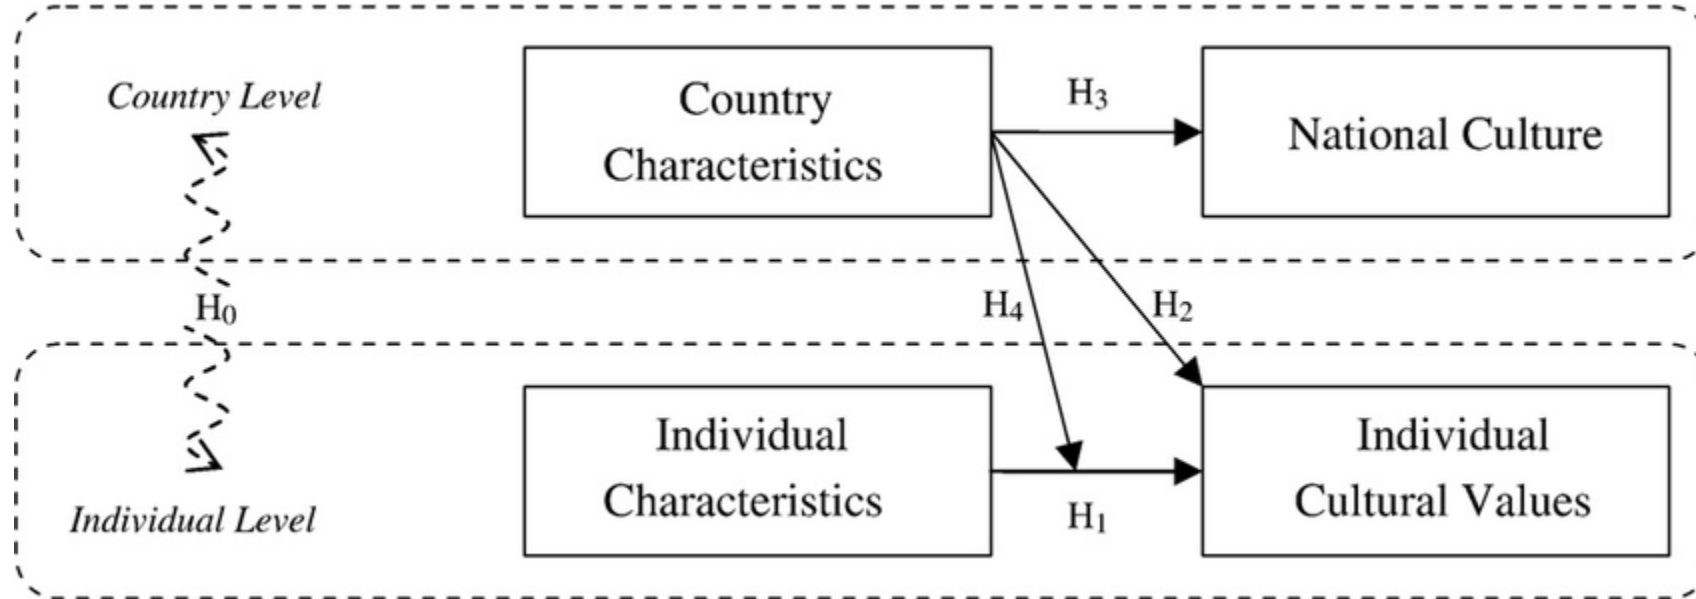 Country Level
Country
Characteristics
H3
National Culture
H0
H4
H2
Individual Level
Individual
Characteristics
H1
Individual
Cultural Values